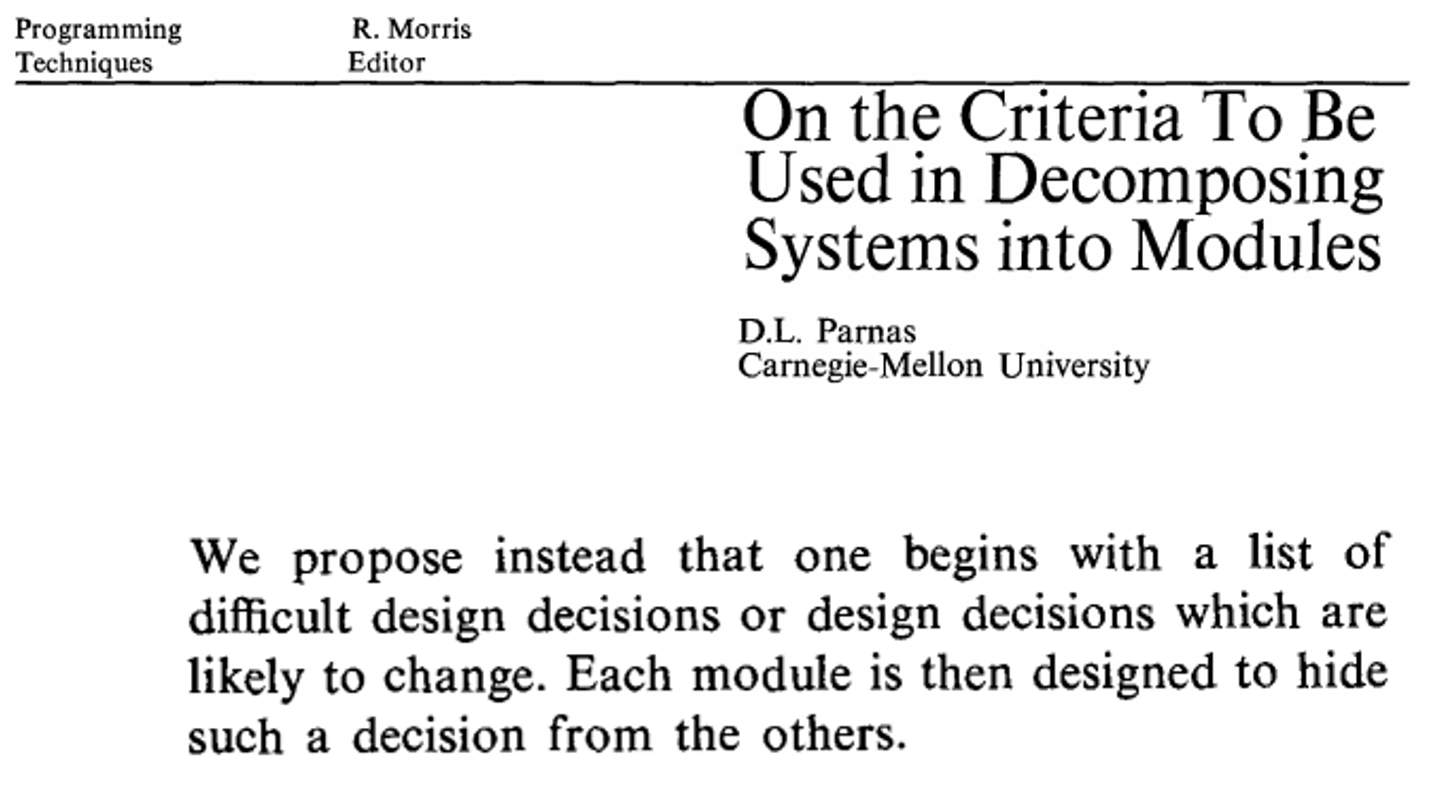 Programming
Techniques
R. Morris
Editor
On the Criteria To Be
Used in Decomposing
Systems into Modules
D.L. Parnas
Carnegie-Mellon University
We propose instead that one begins with a list of
difficult design decisions or design decisions which are
likely to change. Each module is then designed to hide
such a decision from the others.